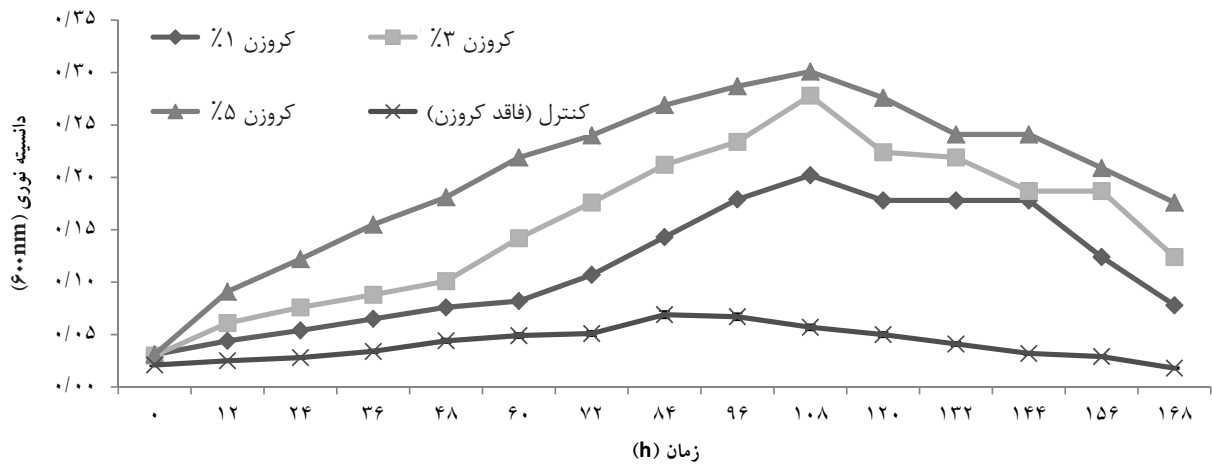 ۰/۳۵
۰/۳۰
۰/۲۵
۰/۲۰
۰/۱۵
۰/۱۰
۰/۰۵
۰/۰۰
دانسیته نوری (۶۰۰nm)
کروزن ۱٪
کروزن ۳٪
کروزن ۵٪
کنترل (فاقد کروزن)
۰ ۱۲ ۲۴ ۳۶ ۴۸ ۶۰ ۷۲ ۸۴ ۹۶ ۱۰۸ ۱۲۰ ۱۳۲ ۱۴۴ ۱۵۶ ۱۶۸
زمان (h)